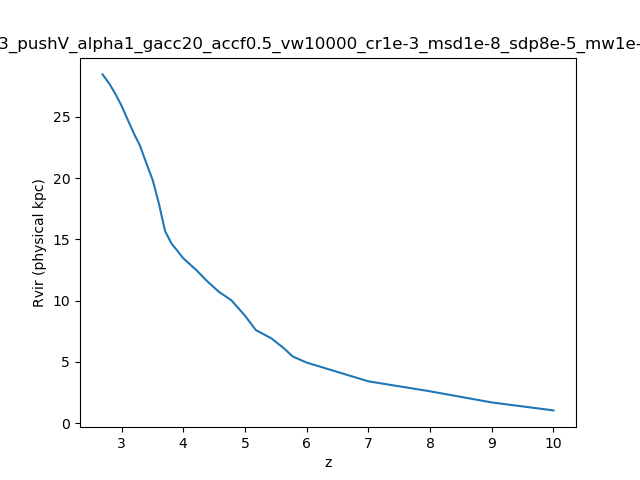 3_pushV_alpha1_gacc20_accf0.5_vw10000_cr1e-3_msd1e-8_sdp8e-5_mw1e-
25
20
15
10
5
0
Rvir (physical kpc)
3 4 5 6 7 8 9 10
z